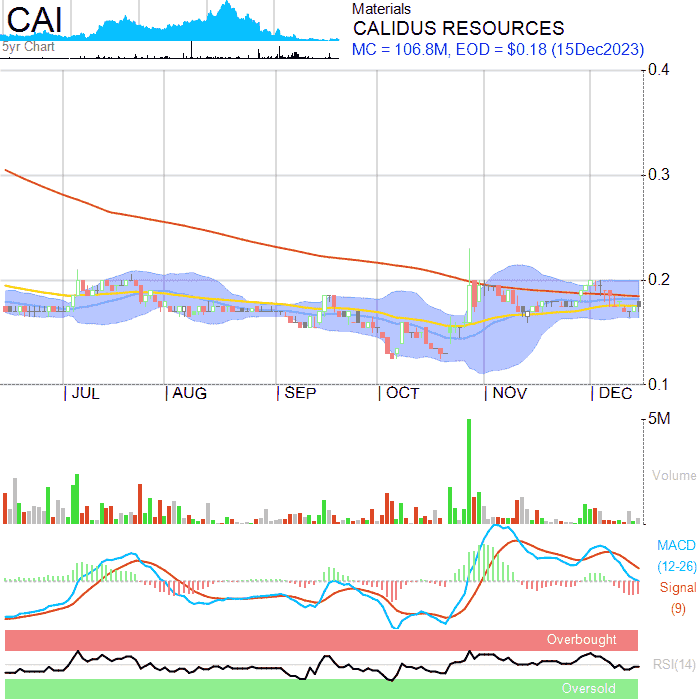 CAI
5yr Chart
Materials
CALIDUS RESOURCES
MC = 106.8M, EOD = $0.18 (15Dec2023)
0.4
0.3
0.2
0.1
JUL AUG SEP OCT NOV DEC
5M
Volume
MACD
(12-26)
Signal
(9)
Overbought
RSI(14)
Oversold